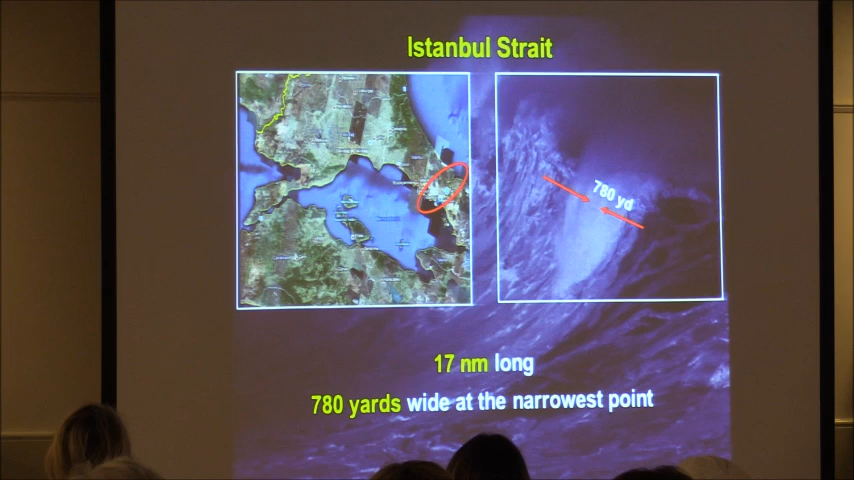 Istanbul Strait
780 yd
17 nm long
780 yards wide at the narrowest point